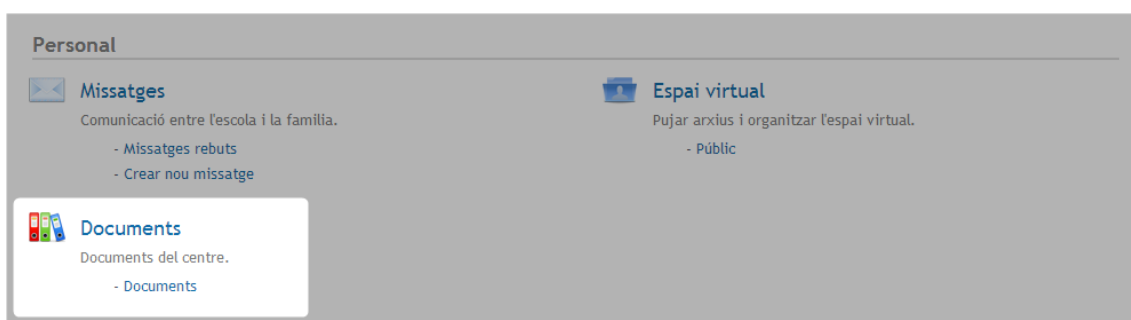 Personal
Missatges
Comunicació entre l'escola i la familia.
- Missatges rebuts
- Crear nou missatge
Espai virtual
Pujar arxius i organitzar l'espai virtual.
- Públic
Documents
Documents del centre.
- Documents